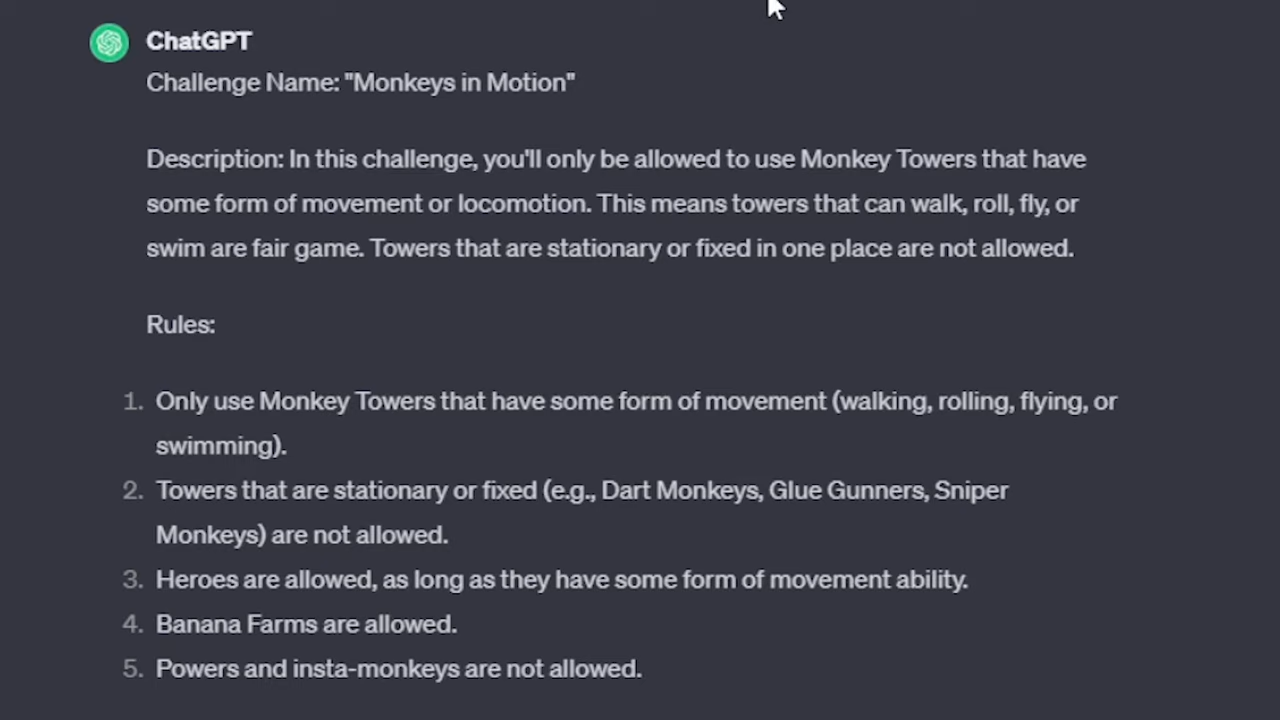 ChatGPT
Challenge Name: "Monkeys in Motion"
Description: In this challenge, you'll only be allowed to use Monkey Towers that have
some form of movement or locomotion. This means towers that can walk, roll, fly, or
swim are fair game. Towers that are stationary or fixed in one place are not allowed.
Rules:
1. Only use Monkey Towers that have some form of movement (walking, rolling, flying, or
swimming).
2. Towers that are stationary or fixed (e.g., Dart Monkeys, Glue Gunners, Sniper
Monkeys) are not allowed.
3. Heroes are allowed, as long as they have some form of movement ability.
4. Banana Farms are allowed.
5. Powers and insta-monkeys are not allowed.